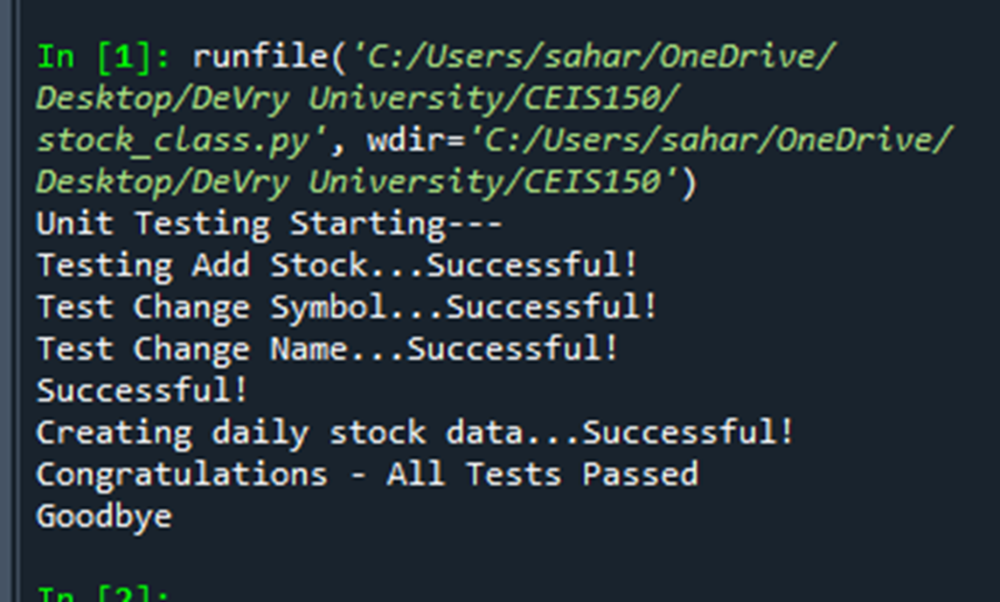 In [1]: runfile('C:/Users/sahar/OneDrive/
Desktop/DeVry University/CEIS150/
stock_class.py', wdir='C:/Users/sahar/OneDrive/
Desktop/DeVry University/CEIS150')
Unit Testing Starting---
Testing Add Stock...Successful!
Test Change Symbol...Successful!
Test Change Name...Successful!
Successful!
Creating daily stock data...Successful!
Congratulations - All Tests Passed
Goodbye
In [2]: